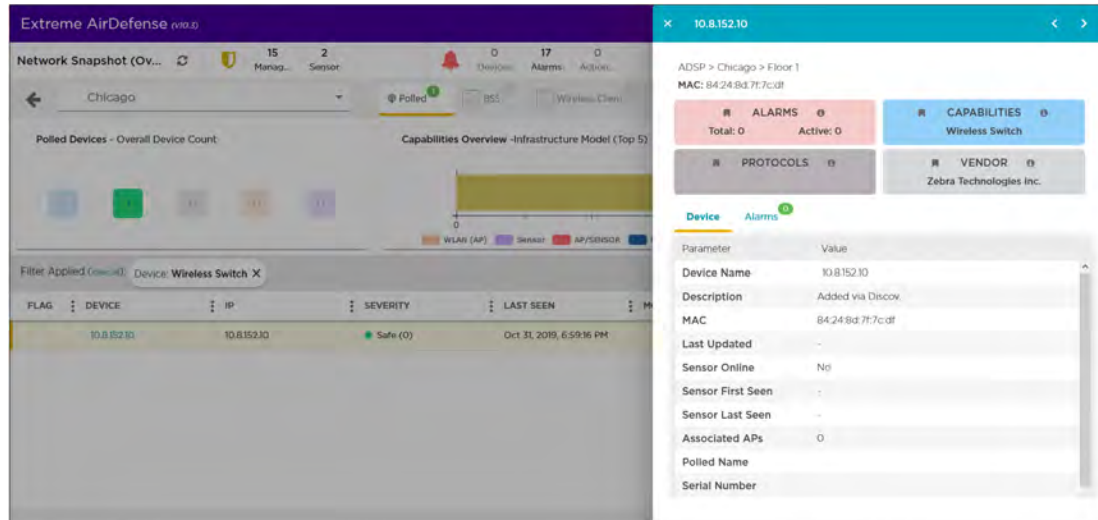 Extreme AirDefense (v10.3)
Network Snapshot (Ov...
15
Manag...
2
Sensor
0
Devices
17
Alarms
0
Action...
Chicago
Polled
1
BSS
Wireless Client
Polled Devices - Overall Device Count
Capabilities Overview -Infrastructure Model (Top 5)
0
WLAN (AP)
Sensor
AP/SENSOR
Filter Applied
Device: Wireless Switch X
FLAG
DEVICE
IP
SEVERITY
LAST SEEN
10.8.152.10
10.8.152.10
Safe (0)
Oct 31, 2019, 6:59:16 PM
10.8.152.10
ADSP > Chicago > Floor 1
MAC: 84:24:8d:7f:7c:df
ALARMS
Total: 0 Active: 0
CAPABILITIES
Wireless Switch
PROTOCOLS
VENDOR
Zebra Technologies Inc.
Device
Alarms
0
Parameter Value
Device Name 10.8.152.10
Description Added via Discov.
MAC 84:24:8d:7f:7c:df
Last Updated -
Sensor Online No
Sensor First Seen -
Sensor Last Seen -
Associated APs 0
Polled Name
Serial Number